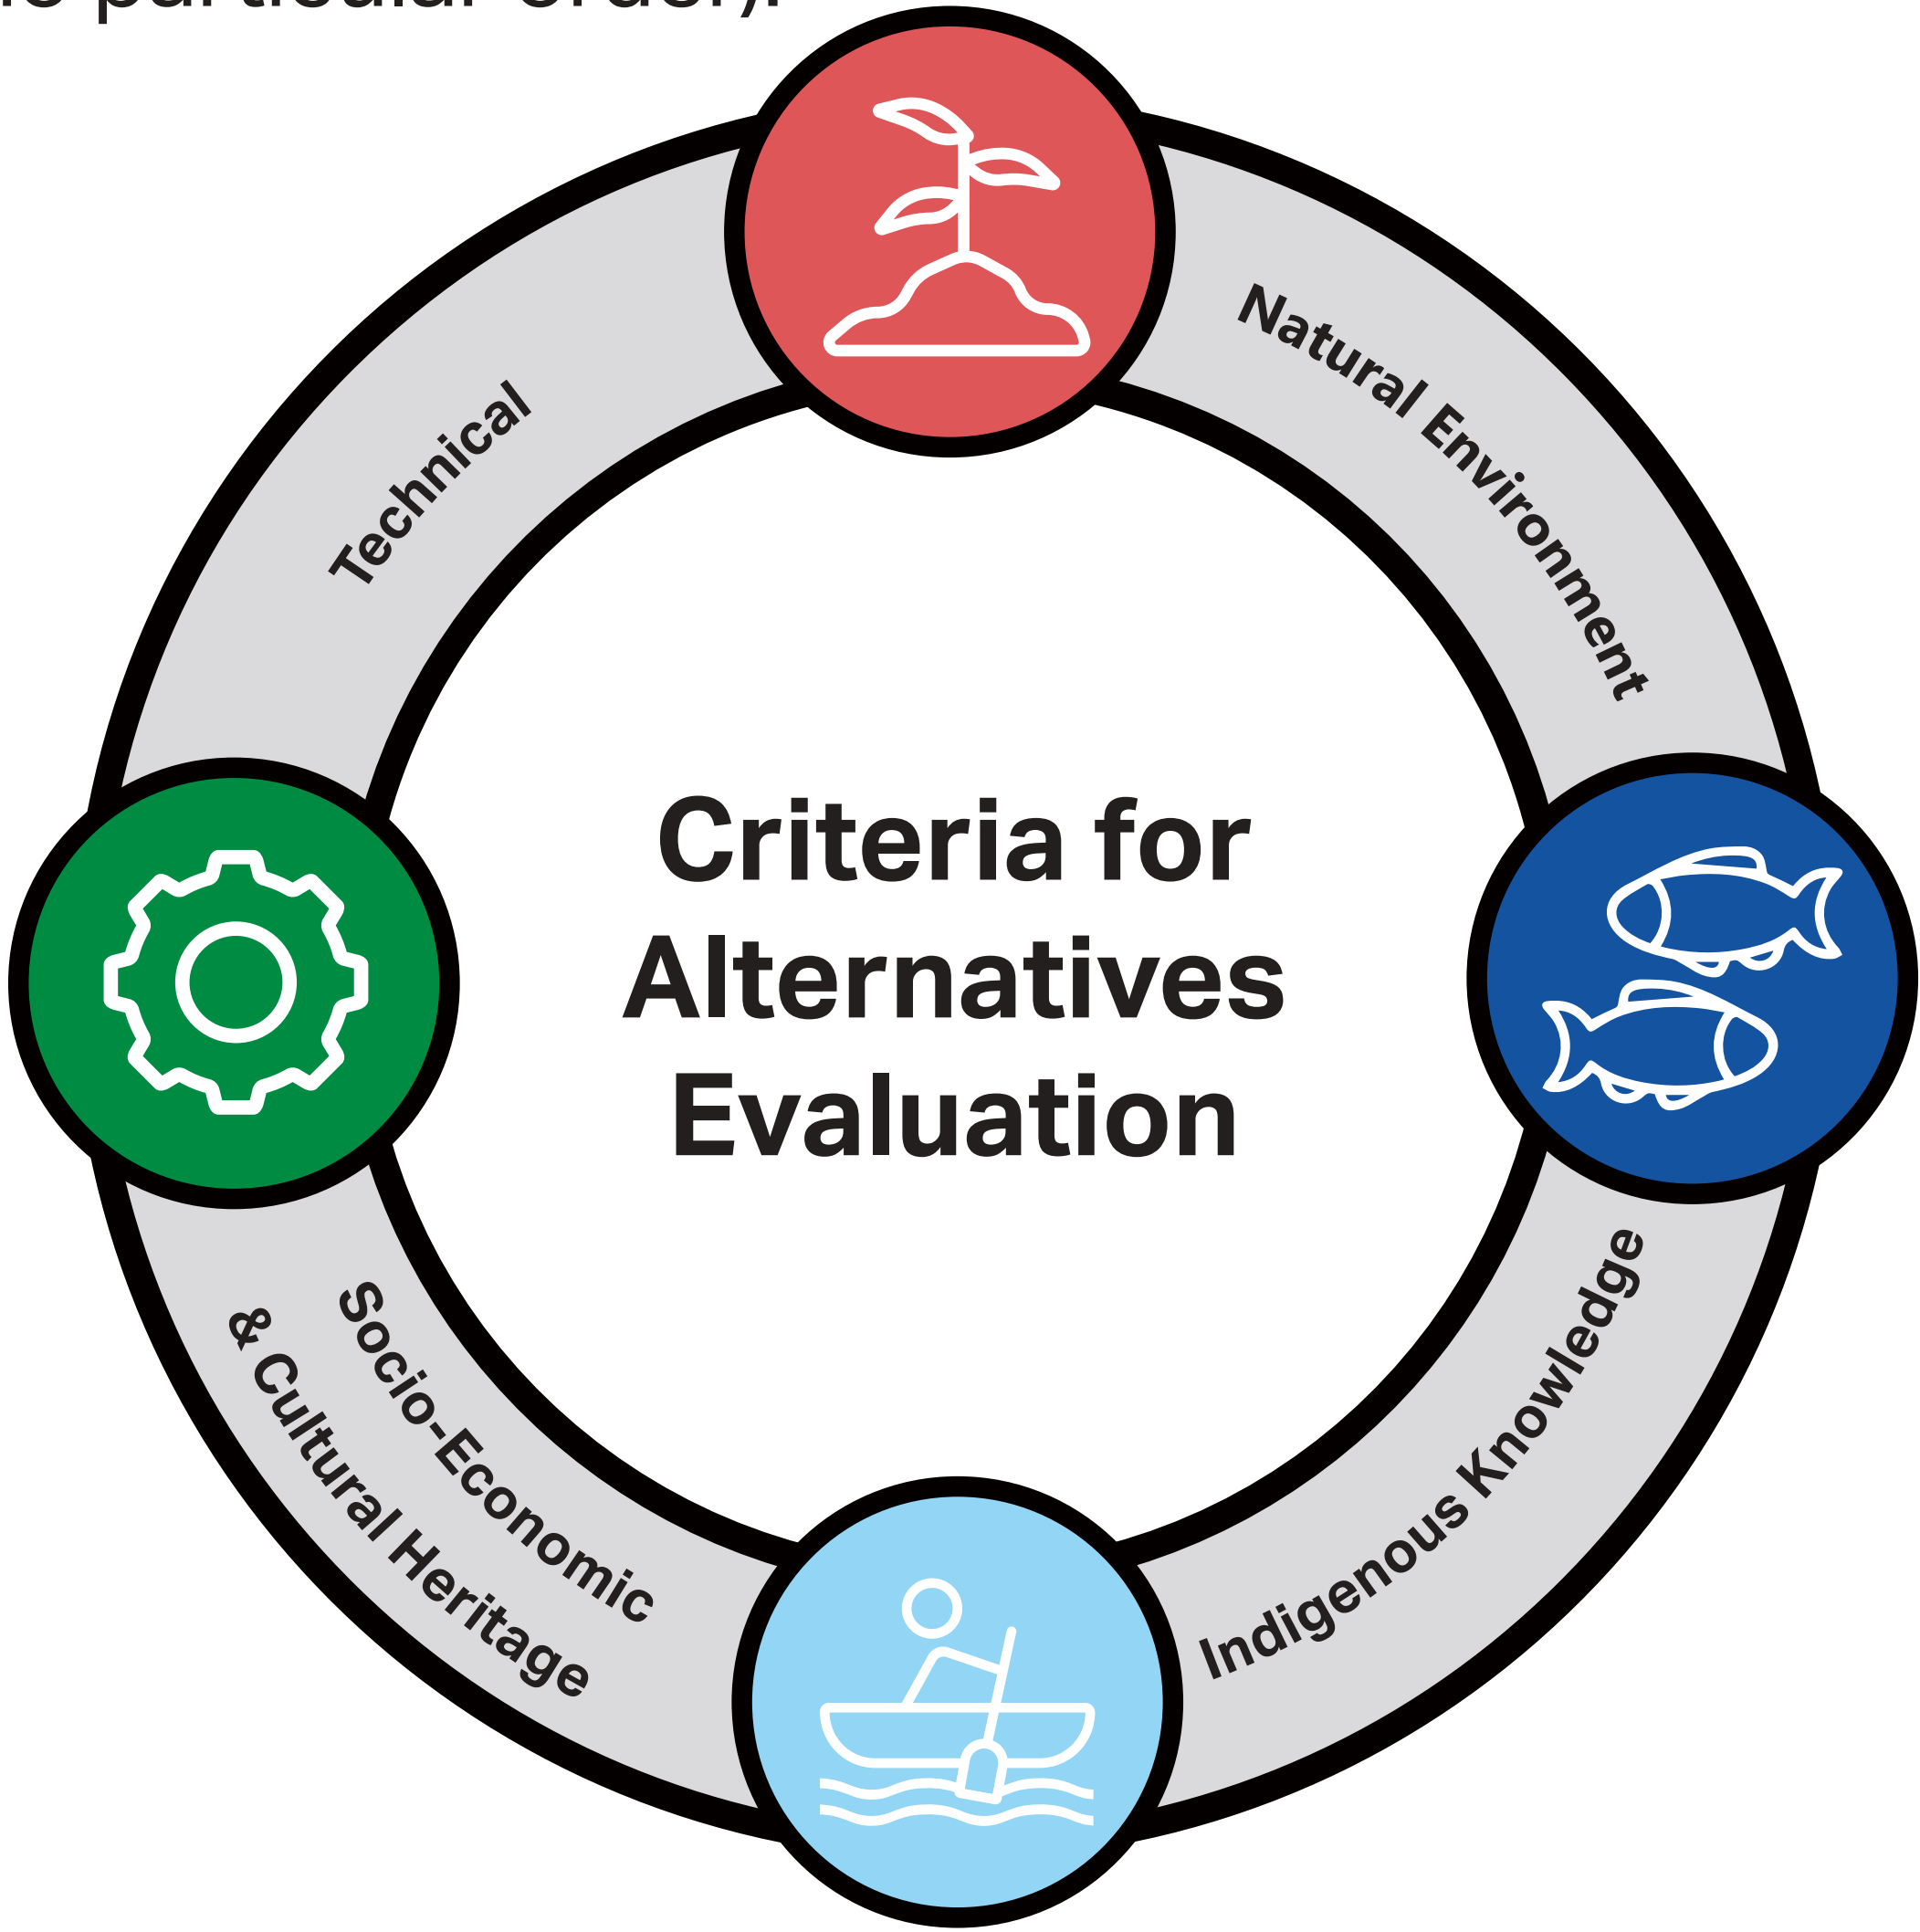 Technical
Natural Environment
Criteria for
Alternatives
Evaluation
Socio-Economic
& Cultural Heritage
Indigenous Knowledge